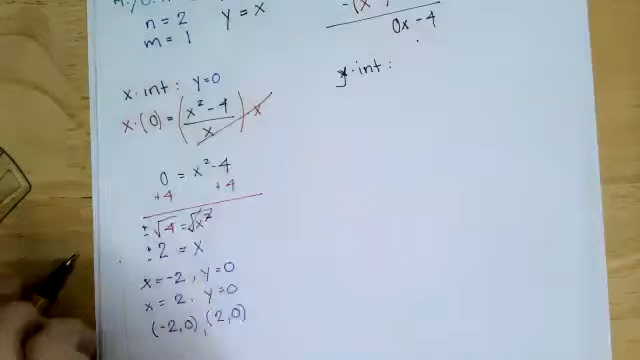 n = 2
m = 1
y = x
0x - 4
x-int: y=0
x·(0) = (x² - 4 / x) x
0 = x² - 4
+4 +4
± √4 = √x²
± 2 = x
x = -2, y = 0
x = 2, y = 0
(-2,0), (2,0)
y-int: